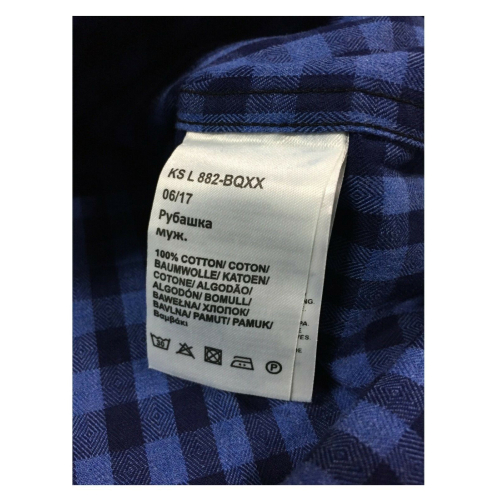 KS L 882-BQXX
06/17
Рубашка
муж.
100% COTTON/ COTON/
BAUMWOLLE/ KATOEN/
COTONE/ ALGODÃO/
ALGODÓN/ BOMULL/
BAWEŁNA/ ХЛОПОК/
BAVLNA/ PAMUT/ PAMUK/
Βαμβάκι
P